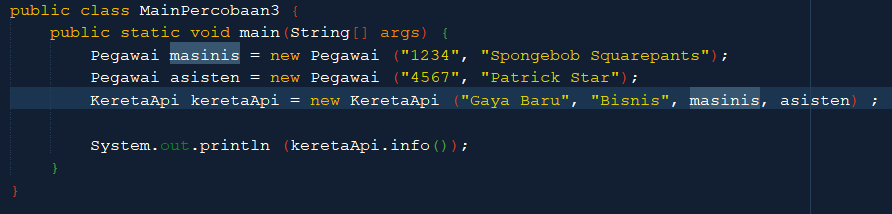 public class MainPercobaan3 {
public static void main(String[] args) {
Pegawai masinis = new Pegawai ("1234", "Spongebob Squarepants");
Pegawai asisten = new Pegawai ("4567", "Patrick Star");
KeretaApi keretaApi = new KeretaApi ("Gaya Baru", "Bisnis", masinis, asisten) ;
System.out.println (keretaApi.info());
}
}